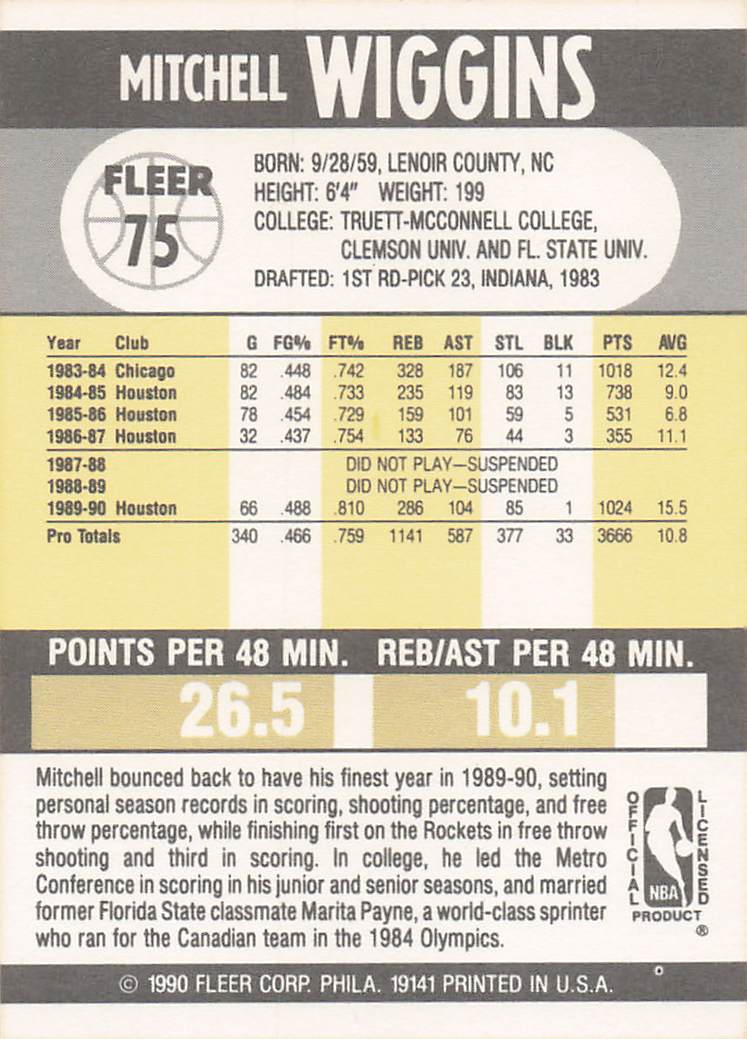 MITCHELL WIGGINS
FLEER
75
BORN: 9/28/59, LENOIR COUNTY, NC
HEIGHT: 6'4" WEIGHT: 199
COLLEGE: TRUETT-MCCONNELL COLLEGE,
CLEMSON UNIV. AND FL. STATE UNIV.
DRAFTED: 1ST RD-PICK 23, INDIANA, 1983
Year Club G FG% FT% REB AST STL BLK PTS AVG
1983-84 Chicago 82 .448 .742 328 187 106 11 1018 12.4
1984-85 Houston 82 .484 .733 235 119 83 13 738 9.0
1985-86 Houston 78 .454 .729 159 101 59 5 531 6.8
1986-87 Houston 32 .437 .754 133 76 44 3 355 11.1
1987-88 DID NOT PLAY—SUSPENDED
1988-89 DID NOT PLAY—SUSPENDED
1989-90 Houston 66 .488 .810 286 104 85 1 1024 15.5
Pro Totals 340 .466 .759 1141 587 377 33 3666 10.8
POINTS PER 48 MIN. REB/AST PER 48 MIN.
26.5 10.1
Mitchell bounced back to have his finest year in 1989-90, setting
personal season records in scoring, shooting percentage, and free
throw percentage, while finishing first on the Rockets in free throw
shooting and third in scoring. In college, he led the Metro
Conference in scoring in his junior and senior seasons, and married
former Florida State classmate Marita Payne, a world-class sprinter
who ran for the Canadian team in the 1984 Olympics.
OFFICIAL
LICENSED
NBA
PRODUCT
®
© 1990 FLEER CORP. PHILA. 19141 PRINTED IN U.S.A.